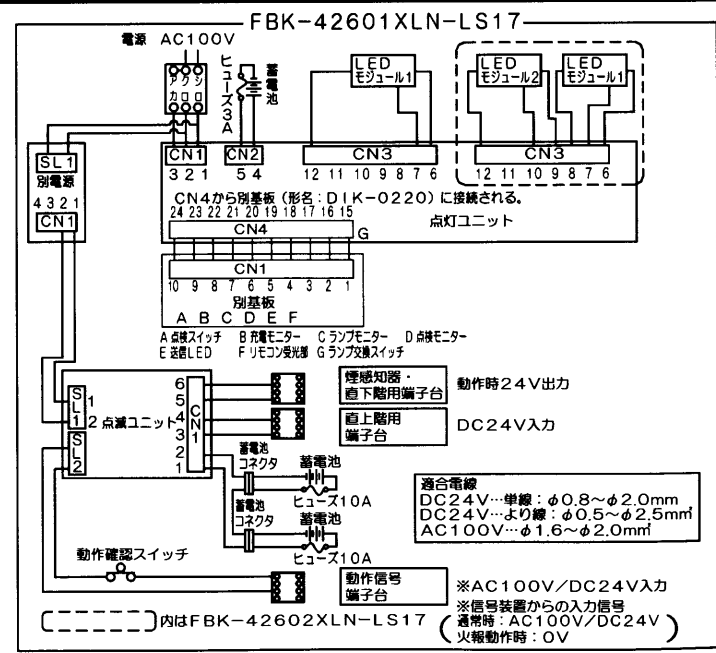 FBK-42601XLN-LS17
電源 AC100V
アカ クロ シロ
ヒューズ3A
蓄電池
LED
モジュール1
LED
モジュール2
LED
モジュール1
SL1
別電源
4 3 2 1
CN1
CN1
3 2 1
CN2
5 4
CN3
12 11 10 9 8 7 6
CN3
12 11 10 9 8 7 6
CN4から別基板(形名:DIK-0220)に接続される。
24 23 22 21 20 19 18 17 16 15
CN4
G
点灯ユニット
CN1
10 9 8 7 6 5 4 3 2 1
別基板
A B C D E F
A 点検スイッチ B 充電モニター C ランプモニター D 点検モニター
E 送信LED F リモコン受光部 G ランプ交換スイッチ
SL1
1
2
点滅ユニット
SL2
6
5
4
3
2
1
CN1
煙感知器・
直下階用端子台
動作時24V出力
直上階用
端子台
DC24V入力
蓄電池
コネクタ
蓄電池
ヒューズ10A
蓄電池
コネクタ
蓄電池
ヒューズ10A
適合電線
DC24V…単線:φ0.8~φ2.0mm
DC24V…より線:φ0.5~φ2.5mm²
AC100V…φ1.6~φ2.0mm
動作確認スイッチ
動作信号
端子台
※AC100V/DC24V入力
※信号装置からの入力信号
(通常時:AC100V/DC24V
火報動作時:0V)
内はFBK-42602XLN-LS17